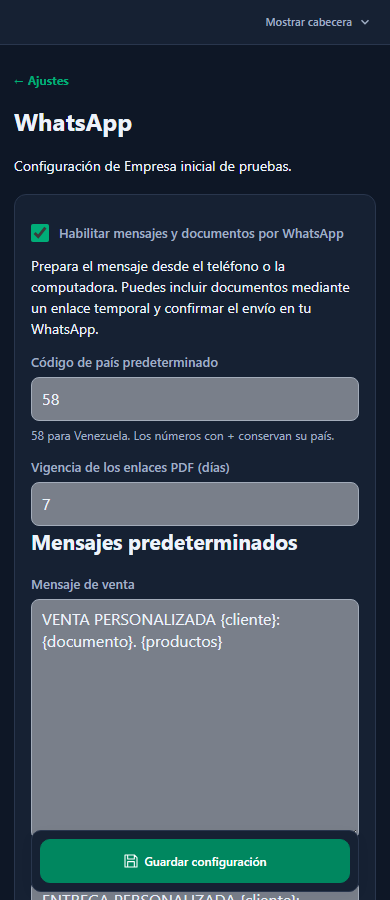 Mostrar cabecera
← Ajustes
WhatsApp
Configuración de Empresa inicial de pruebas.
Habilitar mensajes y documentos por WhatsApp
Prepara el mensaje desde el teléfono o la
computadora. Puedes incluir documentos mediante
un enlace temporal y confirmar el envío en tu
WhatsApp.
Código de país predeterminado
58
58 para Venezuela. Los números con + conservan su país.
Vigencia de los enlaces PDF (días)
7
Mensajes predeterminados
Mensaje de venta
VENTA PERSONALIZADA {cliente}:
{documento}. {productos}
Guardar configuración
ENTREGA PERSONALIZADA {cliente}: